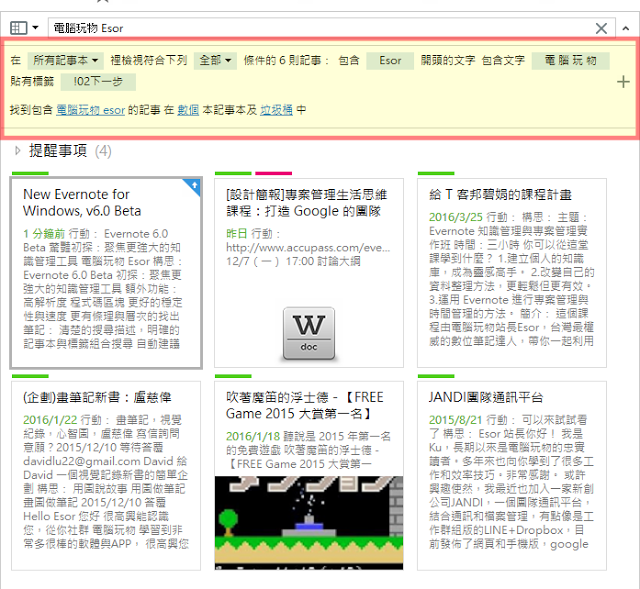 電腦玩物 Esor
在 所有記事本 裡檢視符合下列 全部 條件的 6 則記事： 包含 Esor 開頭的文字 包含文字 電 腦 玩 物
貼有標籤 !02下一步
找到包含 電腦玩物 esor 的記事 在 數個 本記事本及 垃圾桶 中
提醒事項 (4)
New Evernote for
Windows, v6.0 Beta
1 分鐘前 行動： Evernote 6.0
Beta 驚豔初探：聚焦更強大的知
識管理工具 電腦玩物 Esor 構思：
Evernote 6.0 Beta 初探：聚焦更
強大的知識管理工具 額外功能：
高解析度 程式碼區塊 更好的穩定
性與速度 更有條理與層次的找出
筆記： 清楚的搜尋描述，明確的
記事本與標籤組合搜尋 自動建議
[設計簡報]專案管理生活思維
課程：打造 Google 的團隊
昨日 行動：
http://www.accupass.com/eve...
12/7（一） 17:00 討論大綱
W
doc
給 T 客邦碧娟的課程計畫
2016/3/25 行動： 構思： 主題：
Evernote 知識管理與專案管理實
作班 時間：三小時 你可以從這堂
課學到什麼？ 1.建立個人的知識
庫，成為靈感高手。 2.改變自己的
資料整理方法，更輕鬆但更有效。
3.運用 Evernote 進行專案管理與
時間管理的方法。 簡介： 這個課
程由電腦玩物站長Esor，台灣最權
威的數位筆記達人，帶你一起利用
(企劃)畫筆記新書：盧慈偉
2016/1/22 行動： 畫筆記，視覺
紀錄，心智圖，盧慈偉 寫信詢問
意願？2015/12/10 等待答覆
davidlu22@gmail.com David 給
David 一個視覺記錄新書的簡單企
劃 構思： 用圖說故事 用圖做筆記
畫圖做筆記 2015/12/10 答覆
Hello Esor 您好 很高興能認識
您，從你社群 電腦玩物 學習到非
常多很棒的軟體與APP， 很高興您
吹著魔笛的浮士德 -【FREE
Game 2015 大賞第一名】
2016/1/18 聽說是 2015 年第一名
的免費遊戲 吹著魔笛的浮士德 -
【FREE Game 2015 大賞第一
JANDI團隊通訊平台
2015/8/21 行動： 可以來試試看
了 構思： Esor 站長你好！ 我是
Ku，長期以來是電腦玩物的忠實
讀者。多年來也向你學到了很多工
作和效率技巧。非常感謝。 或許
興趣使然，我最近也加入一家新創
公司JANDI，一個團隊通訊平台，
結合通訊和檔案管理，有點像是工
作群組版的LINE+Dropbox，目
前發佈了網頁和手機版，google